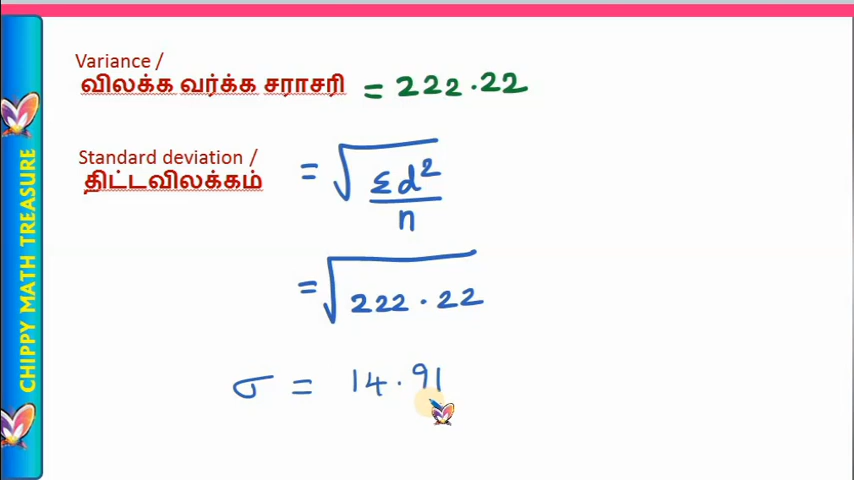 CHIPPY MATH TREASURE
Variance /
விலக்க வர்க்க சராசரி = 222.22
Standard deviation /
திட்டவிலக்கம் = √Σd²/n
= √222.22
σ = 14.91